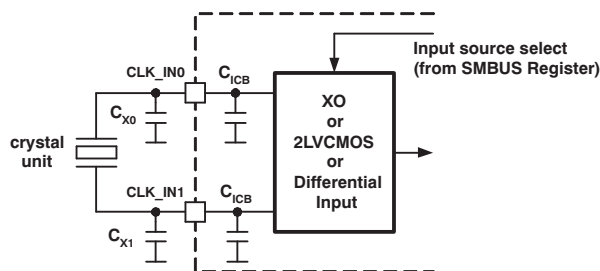 Input source select
(from SMBUS Register)
CLK_IN0
C_ICB
C_X0
XO
or
2LVCMOS
or
Differential
Input
crystal
unit
CLK_IN1
C_ICB
C_X1